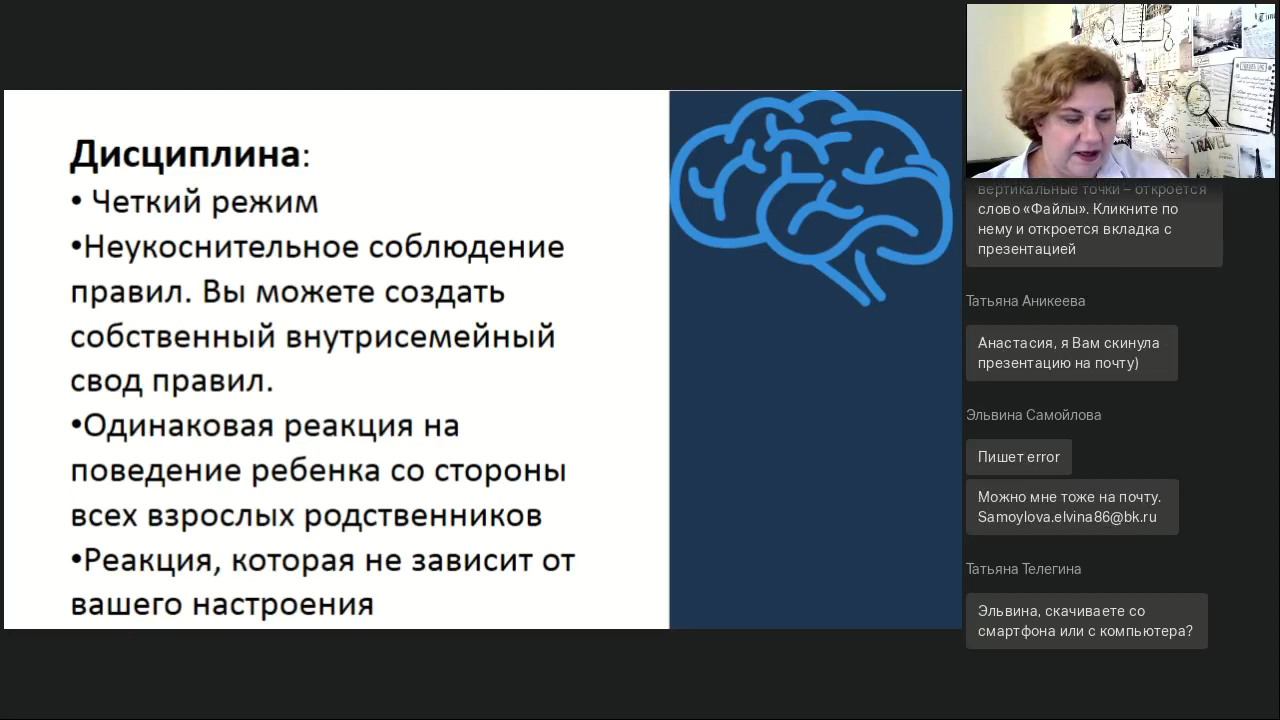 Дисциплина:
• Четкий режим
•Неукоснительное соблюдение
правил. Вы можете создать
собственный внутрисемейный
свод правил.
•Одинаковая реакция на
поведение ребенка со стороны
всех взрослых родственников
•Реакция, которая не зависит от
вашего настроения
TRAVEL
вертикальные точки – откроется
слово «Файлы». Кликните по
нему и откроется вкладка с
презентацией
Татьяна Аникеева
Анастасия, я Вам скинула
презентацию на почту)
Эльвина Самойлова
Пишет error
Можно мне тоже на почту.
Samoylova.elvina86@bk.ru
Татьяна Телегина
Эльвина, скачиваете со
смартфона или с компьютера?